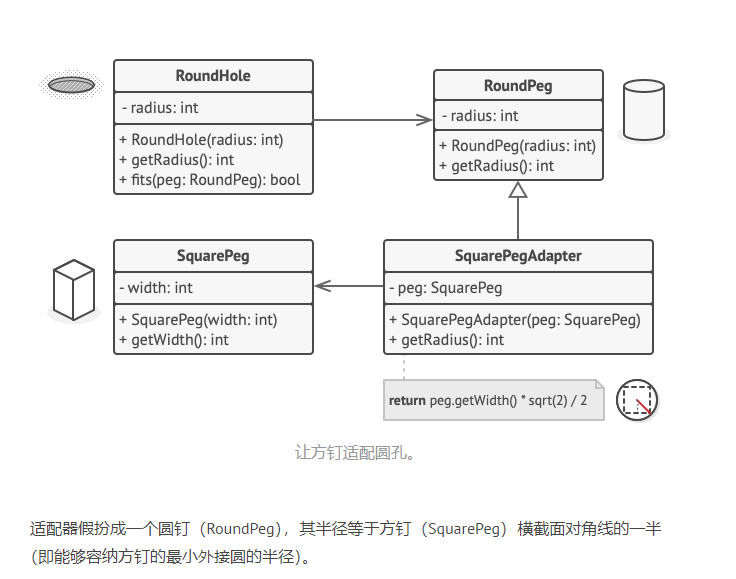 RoundHole
- radius: int
+ RoundHole(radius: int)
+ getRadius(): int
+ fits(peg: RoundPeg): bool
RoundPeg
- radius: int
+ RoundPeg(radius: int)
+ getRadius(): int
SquarePeg
- width: int
+ SquarePeg(width: int)
+ getWidth(): int
SquarePegAdapter
- peg: SquarePeg
+ SquarePegAdapter(peg: SquarePeg)
+ getRadius(): int
return peg.getWidth() * sqrt(2) / 2
让方钉适配圆孔。
适配器假扮成一个圆钉（RoundPeg），其半径等于方钉（SquarePeg）横截面对角线的一半
（即能够容纳方钉的最小外接圆的半径）。